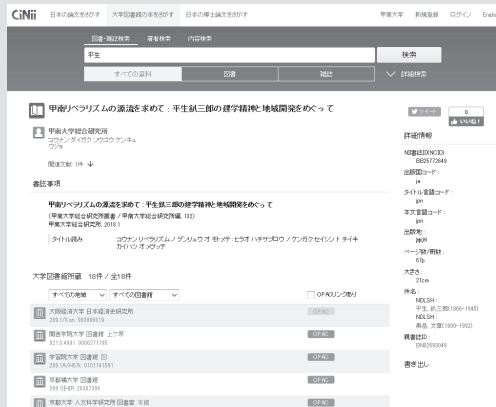 CiNii 日本の論文をさがす 大学図書館の本をさがす 日本の博士論文をさがす 甲南大学 新規登録 ログイン English
図書・雑誌検索 著者検索 内容検索
平生 検索
すべての資料 図書 雑誌 詳細検索
甲南リベラリズムの源流を求めて : 平生釟三郎の建学精神と地域開発をめぐって
甲南大学総合研究所
コウナン ダイガク ソウゴウ ケンキュウジョ
関連文献: 1件
書誌事項
甲南リベラリズムの源流を求めて : 平生釟三郎の建学精神と地域開発をめぐって
(甲南大学総合研究所叢書 / 甲南大学総合研究所編, 132)
甲南大学総合研究所, 2018.1
タイトル読み
コウナン リベラリズム ノ ゲンリュウ オ モトメテ : ヒラオ ハチサブロウ ノ ケンガク セイシン ト チイキ カイハツ オ メグッテ
大学図書館所蔵 18件 / 全18件
すべての地域 すべての図書館 OPACリンクあり
大阪経済大学 日本経済史研究所
OPAC
関西学院大学 図書館 上ケ原
OPAC
学習院大学 図書館 図
OPAC
京都橘大学 図書館
OPAC
京都大学 人文科学研究所 図書室 本館
OPAC
ツイート
0
いいね!
詳細情報
NII書誌ID(NCID) :
BB25772649
出版国コード :
ja
タイトル言語コード :
jpn
本文言語コード :
jpn
出版地 :
神戸
ページ数/冊数 :
67p
大きさ :
21cm
件名 :
NDLSH :
平生, 釟三郎(1866-1945)
NDLSH :
寿岳, 文章(1900-1992)
親書誌ID :
BN02693049
書き出し